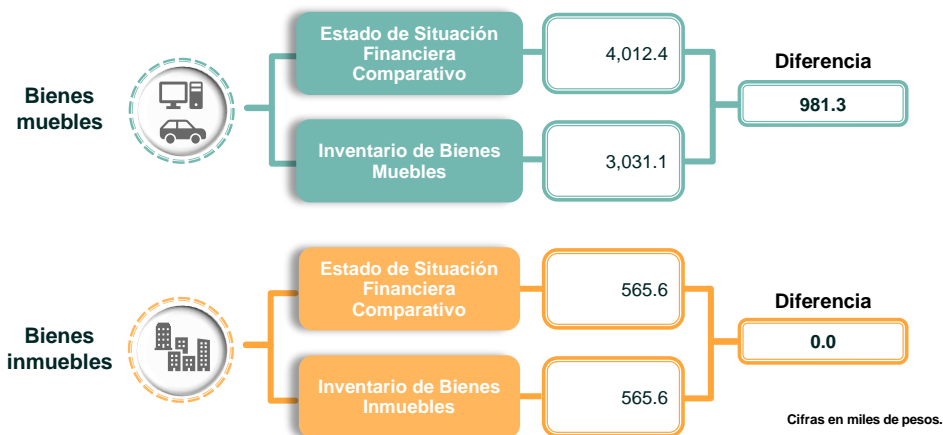 Bienes
muebles
Estado de Situación
Financiera
Comparativo
4,012.4
Inventario de Bienes
Muebles
3,031.1
Diferencia
981.3
Bienes
inmuebles
Estado de Situación
Financiera
Comparativo
565.6
Inventario de Bienes
Inmuebles
565.6
Diferencia
0.0
Cifras en miles de pesos.